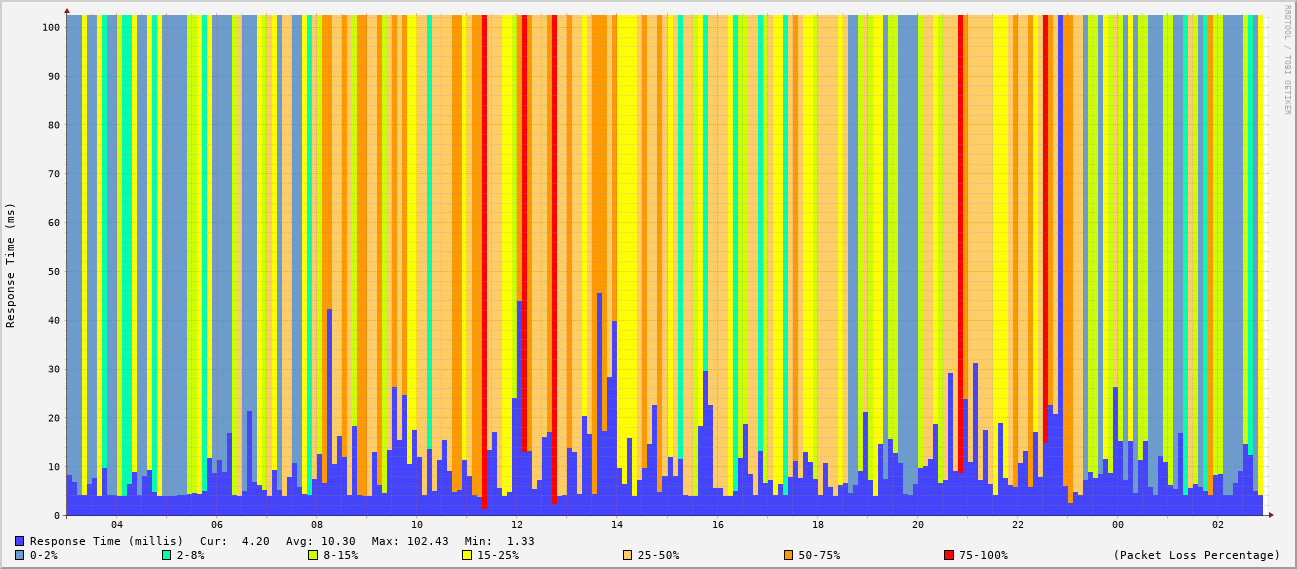 RRDTOOL / TOBI OETIKER
Response Time (ms)
100
90
80
70
60
50
40
30
20
10
0
04 06 08 10 12 14 16 18 20 22 00 02
Response Time (millis) Cur: 4.20 Avg: 10.30 Max: 102.43 Min: 1.33
0-2% 2-8% 8-15% 15-25% 25-50% 50-75% 75-100% (Packet Loss Percentage)